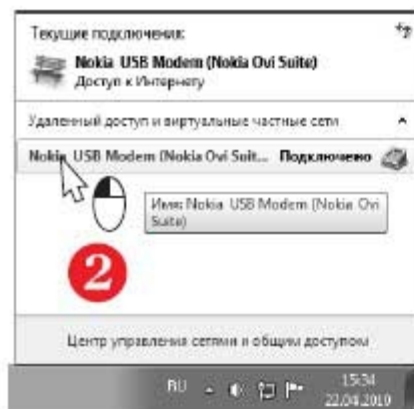 Текущие подключения:
Nokia USB Modem (Nokia Ovi Suite)
Доступ к Интернету
Удаленный доступ и виртуальные частные сети
Nokia USB Modem (Nokia Ovi Suit... Подключено
Имя: Nokia USB Modem (Nokia Ovi
Suite)
2
Центр управления сетями и общим доступом
RU 15:34
22.04.2010